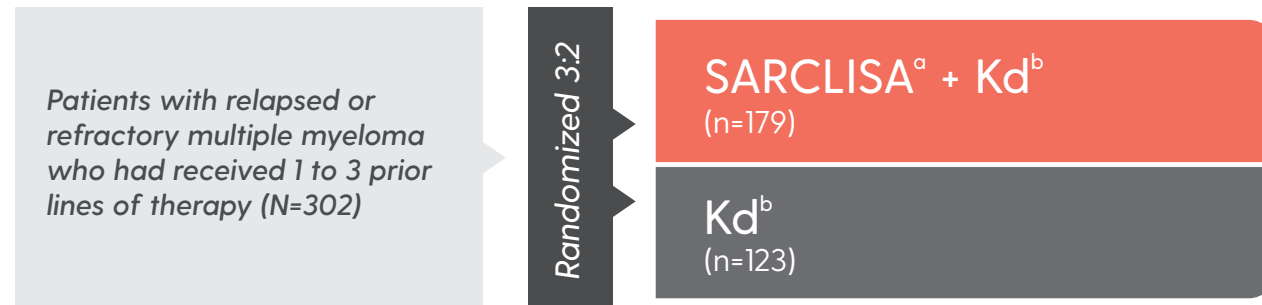 Patients with relapsed or
refractory multiple myeloma
who had received 1 to 3 prior
lines of therapy (N=302)
Randomized 3:2
SARCLISAᵃ + Kdᵇ
(n=179)
Kdᵇ
(n=123)